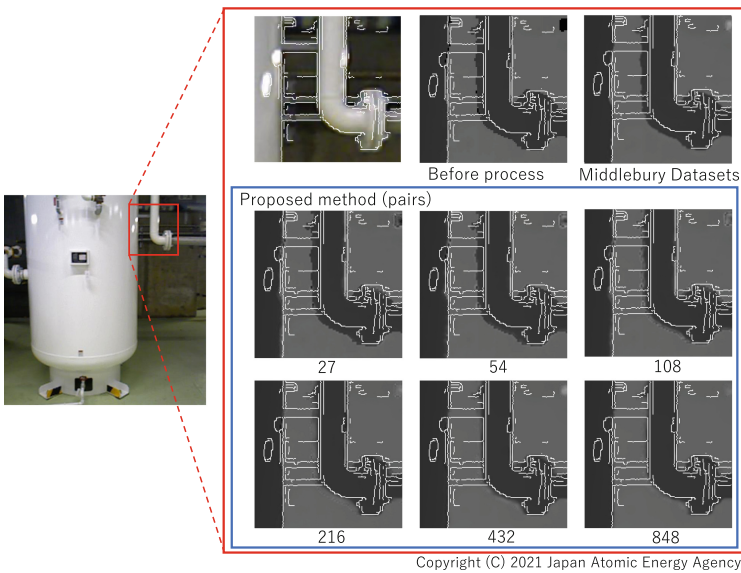 Before process
Middlebury Datasets
Proposed method (pairs)
27
54
108
216
432
848
Copyright (C) 2021 Japan Atomic Energy Agency